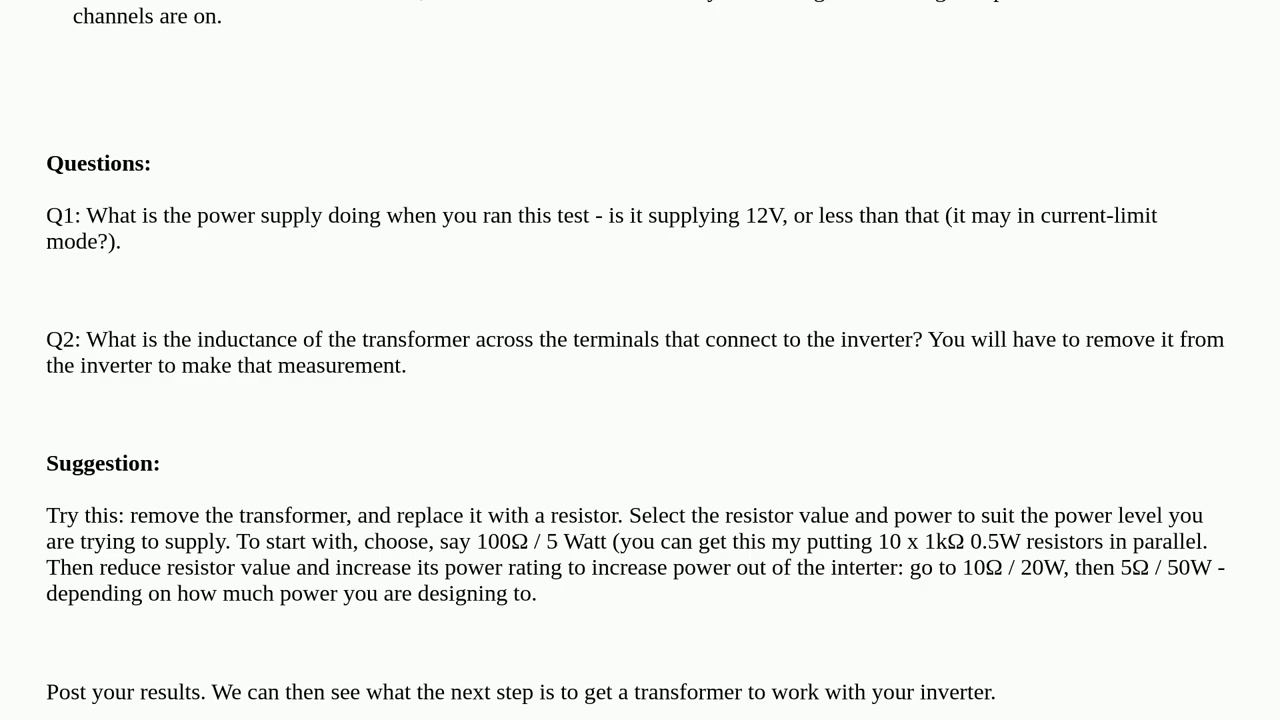 channels are on.
Questions:
Q1: What is the power supply doing when you ran this test - is it supplying 12V, or less than that (it may in current-limit
mode?).
Q2: What is the inductance of the transformer across the terminals that connect to the inverter? You will have to remove it from
the inverter to make that measurement.
Suggestion:
Try this: remove the transformer, and replace it with a resistor. Select the resistor value and power to suit the power level you
are trying to supply. To start with, choose, say 100Ω / 5 Watt (you can get this my putting 10 x 1kΩ 0.5W resistors in parallel.
Then reduce resistor value and increase its power rating to increase power out of the interter: go to 10Ω / 20W, then 5Ω / 50W -
depending on how much power you are designing to.
Post your results. We can then see what the next step is to get a transformer to work with your inverter.